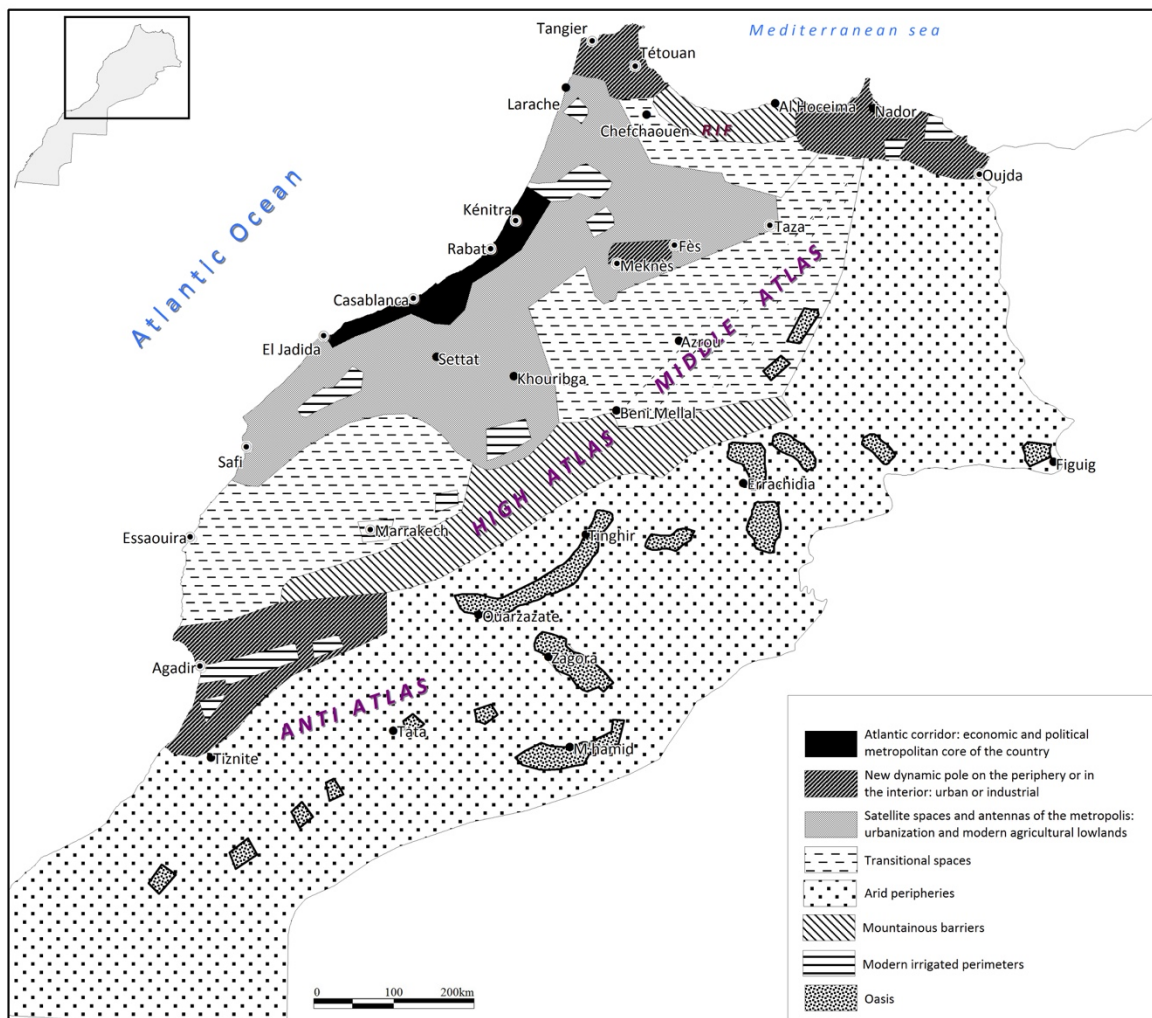 Mediterranean sea
Tangier
Tétouan
Larache
Al Hoceima
Nador
Chefchaouen
RIF
Oujda
Atlantic Ocean
Kénitra
Taza
Rabat
Fès
Meknès
Casablanca
MIDLE ATLAS
El Jadida
Azrou
Settat
Khouribga
Beni Mellal
Safi
Figuig
Errachidia
HIGH ATLAS
Marrakech
Essaouira
Tinghir
Ouarzazate
Zagora
Agadir
ANTI ATLAS
Tata
M'hamid
Tiznite
Atlantic corridor: economic and political
metropolitan core of the country
New dynamic pole on the periphery or in
the interior: urban or industrial
Satellite spaces and antennas of the metropolis:
urbanization and modern agricultural lowlands
Transitional spaces
Arid peripheries
Mountainous barriers
Modern irrigated perimeters
Oasis
0 100 200km